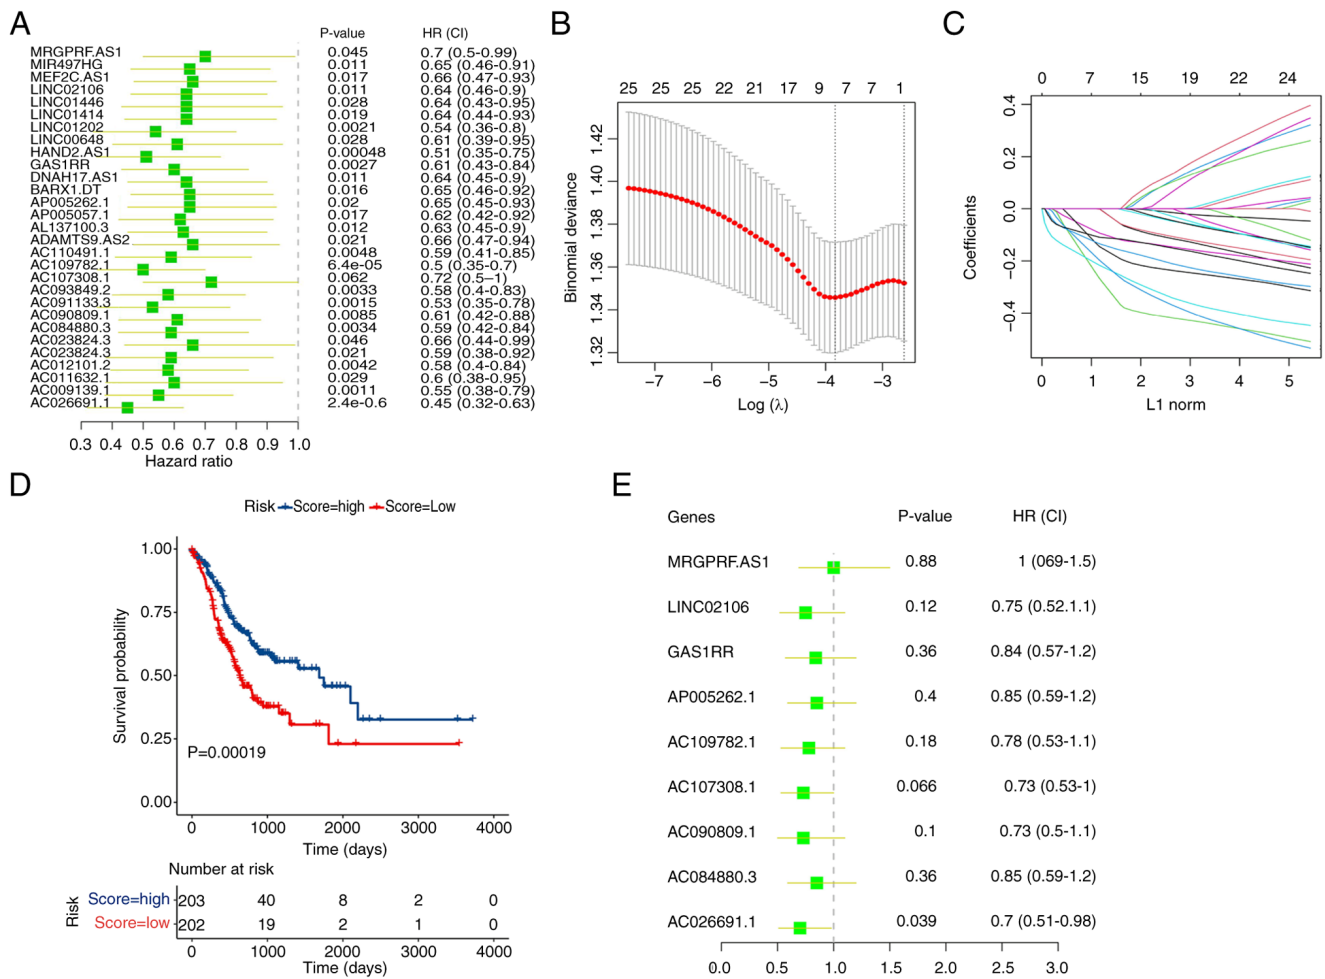 A
P-value HR (CI)
MRGPRF.AS1 0.045 0.7 (0.5-0.99)
MIR497HG 0.011 0.65 (0.46-0.91)
MEF2C.AS1 0.017 0.66 (0.47-0.93)
LINC02106 0.011 0.64 (0.46-0.9)
LINC01446 0.028 0.64 (0.43-0.95)
LINC01414 0.019 0.64 (0.44-0.93)
LINC01202 0.0021 0.54 (0.36-0.8)
LINC00648 0.028 0.61 (0.39-0.95)
HAND2.AS1 0.00048 0.51 (0.35-0.75)
GAS1RR 0.0027 0.61 (0.43-0.84)
DNAH17.AS1 0.011 0.64 (0.45-0.9)
BARX1.DT 0.016 0.65 (0.46-0.92)
AP005262.1 0.02 0.65 (0.45-0.93)
AP005057.1 0.017 0.62 (0.42-0.92)
AL137100.3 0.012 0.63 (0.45-0.9)
ADAMTS9.AS2 0.021 0.66 (0.47-0.94)
AC110491.1 0.0048 0.59 (0.41-0.85)
AC109782.1 6.4e-05 0.5 (0.35-0.7)
AC107308.1 0.062 0.72 (0.5–1)
AC093849.2 0.0033 0.58 (0.4-0.83)
AC091133.3 0.0015 0.53 (0.35-0.78)
AC090809.1 0.0085 0.61 (0.42-0.88)
AC084880.3 0.0034 0.59 (0.42-0.84)
AC023824.3 0.046 0.66 (0.44-0.99)
AC023824.3 0.021 0.59 (0.38-0.92)
AC012101.2 0.0042 0.58 (0.4-0.84)
AC011632.1 0.029 0.6 (0.38-0.95)
AC009139.1 0.0011 0.55 (0.38-0.79)
AC026691.1 2.4e-0.6 0.45 (0.32-0.63)
0.3 0.4 0.5 0.6 0.7 0.8 0.9 1.0
Hazard ratio
B
25 25 25 22 21 17 9 7 7 1
Binomial deviance
1.42
1.40
1.38
1.36
1.34
1.32
-7 -6 -5 -4 -3
Log (λ)
C
0 7 15 19 22 24
Coefficients
0.4
0.2
0.0
-0.2
-0.4
0 1 2 3 4 5
L1 norm
D
Risk Score=high Score=Low
Survival probability
1.00
0.75
0.50
0.25
0.00
P=0.00019
0 1000 2000 3000 4000
Time (days)
Number at risk
Risk
Score=high 203 40 8 2 0
Score=low 202 19 2 1 0
0 1000 2000 3000 4000
Time (days)
E
Genes P-value HR (CI)
MRGPRF.AS1 0.88 1 (069-1.5)
LINC02106 0.12 0.75 (0.52.1.1)
GAS1RR 0.36 0.84 (0.57-1.2)
AP005262.1 0.4 0.85 (0.59-1.2)
AC109782.1 0.18 0.78 (0.53-1.1)
AC107308.1 0.066 0.73 (0.53-1)
AC090809.1 0.1 0.73 (0.5-1.1)
AC084880.3 0.36 0.85 (0.59-1.2)
AC026691.1 0.039 0.7 (0.51-0.98)
0.0 0.5 1.0 1.5 2.0 2.5 3.0